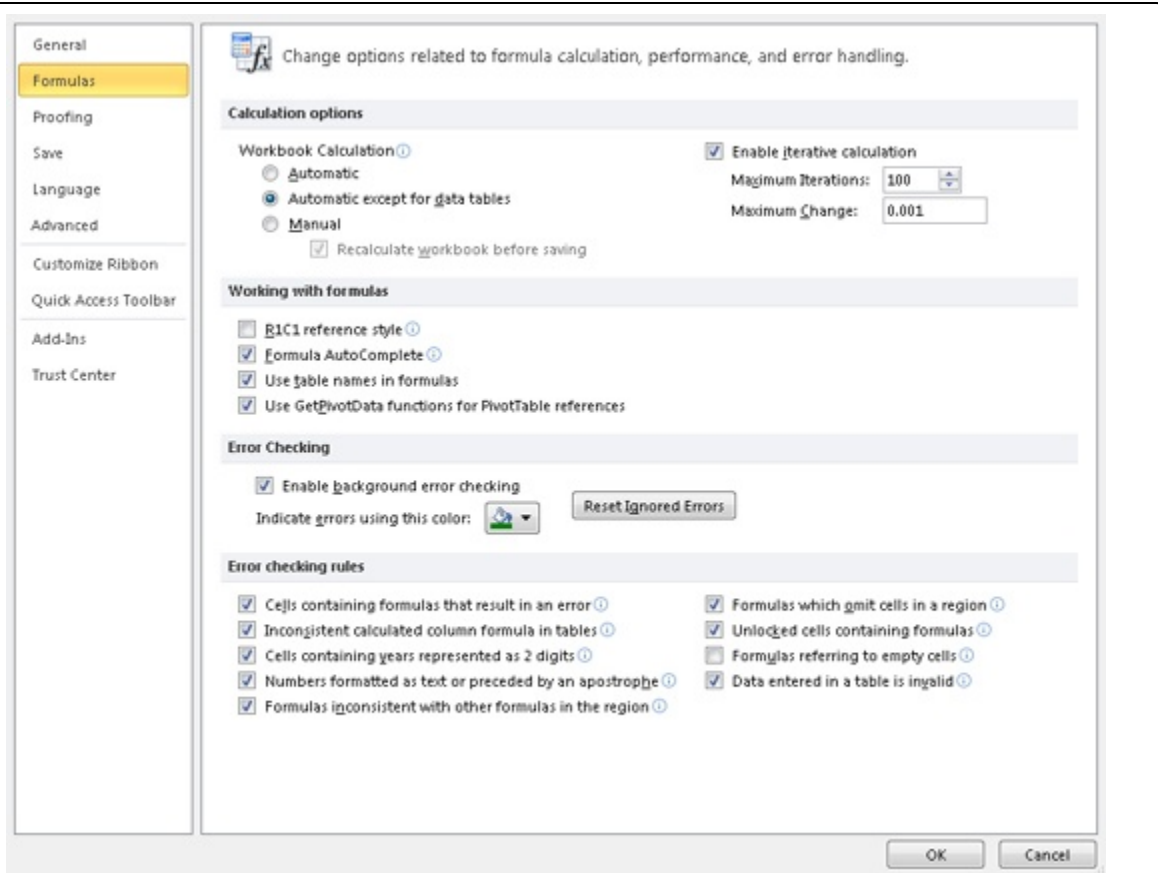 General
Formulas
Proofing
Save
Language
Advanced
Customize Ribbon
Quick Access Toolbar
Add-Ins
Trust Center
Change options related to formula calculation, performance, and error handling.
Calculation options
Workbook Calculation
Automatic
Automatic except for data tables
Manual
Recalculate workbook before saving
Enable iterative calculation
Maximum Iterations: 100
Maximum Change: 0.001
Working with formulas
R1C1 reference style
Formula AutoComplete
Use table names in formulas
Use GetPivotData functions for PivotTable references
Error Checking
Enable background error checking
Indicate errors using this color:
Reset Ignored Errors
Error checking rules
Cells containing formulas that result in an error
Inconsistent calculated column formula in tables
Cells containing years represented as 2 digits
Numbers formatted as text or preceded by an apostrophe
Formulas inconsistent with other formulas in the region
Formulas which omit cells in a region
Unlocked cells containing formulas
Formulas referring to empty cells
Data entered in a table is invalid
OK
Cancel